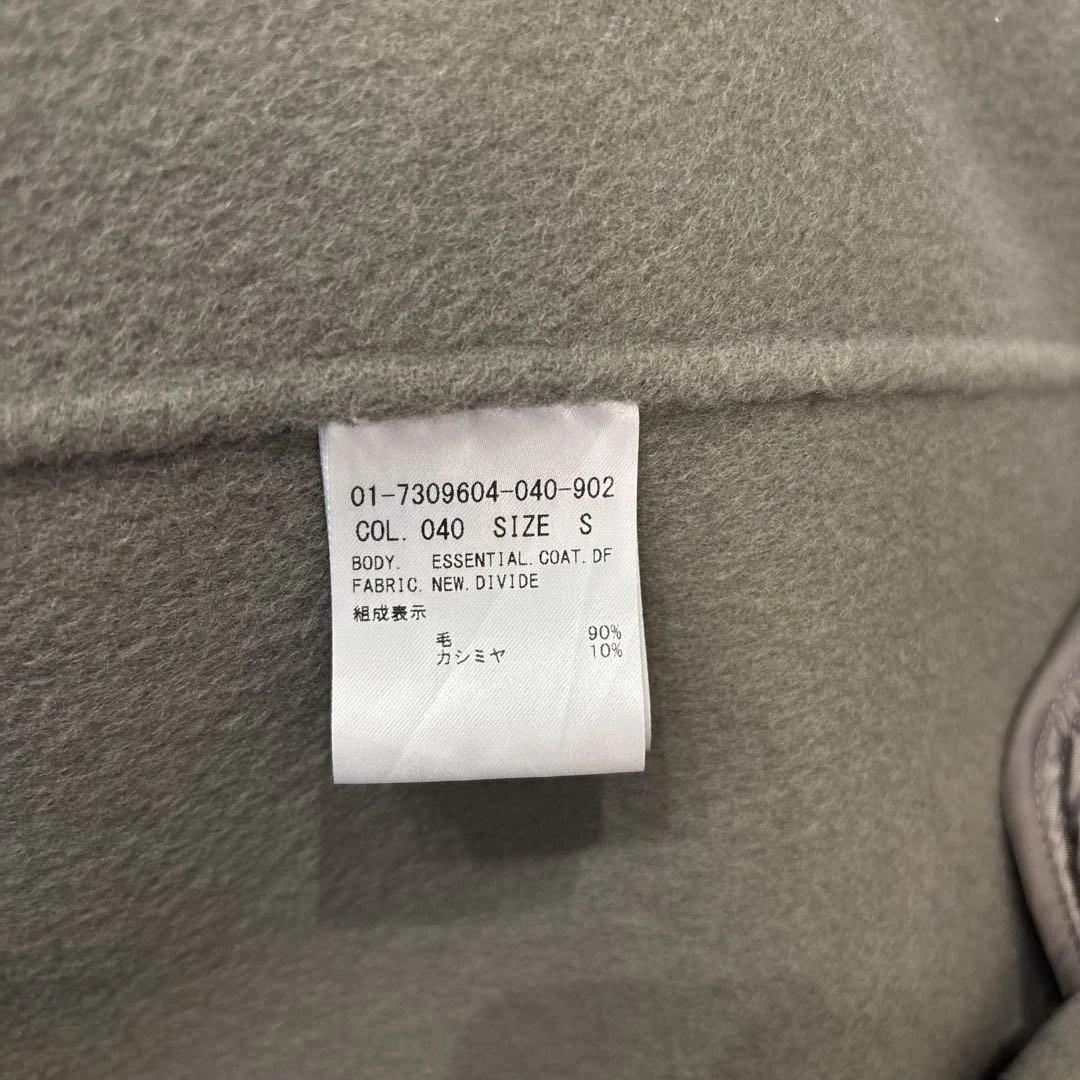 01-7309604-040-902
COL. 040 SIZE S
BODY. ESSENTIAL.COAT.DF
FABRIC. NEW.DIVIDE
組成表示
毛 90%
カシミヤ 10%